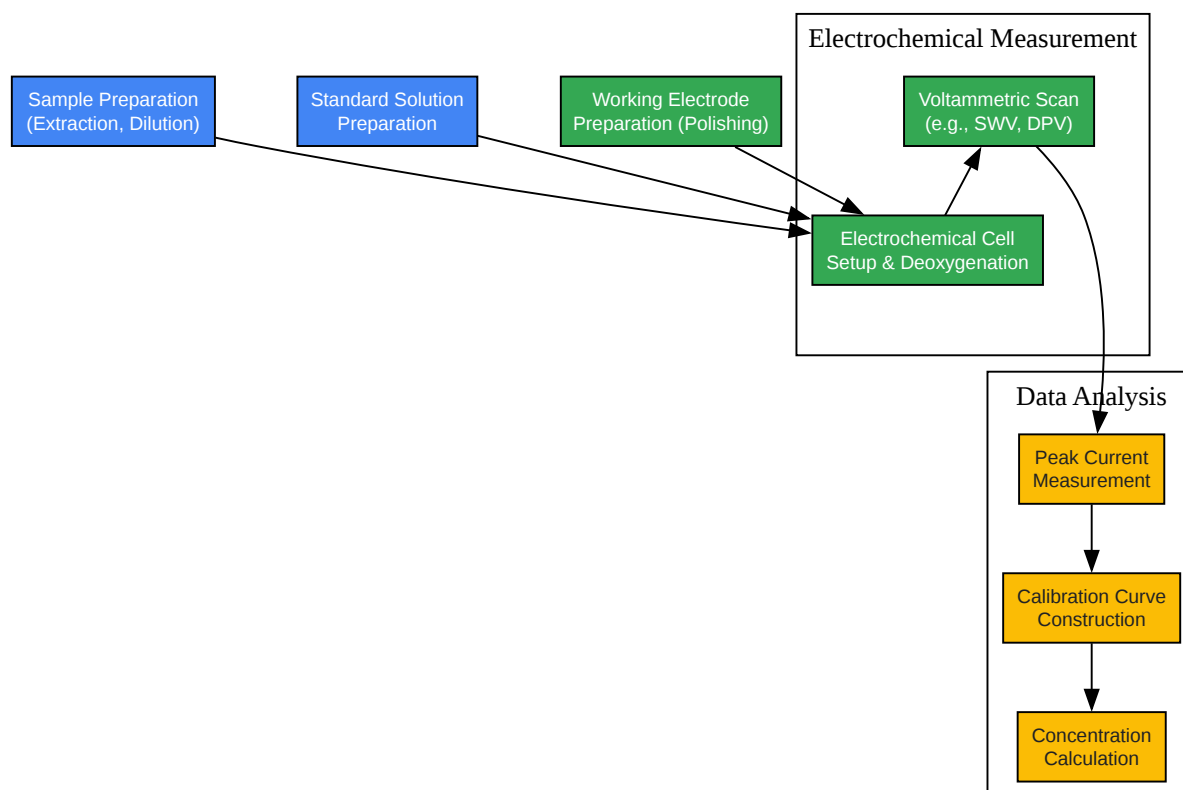 Electrochemical Measurement
Sample Preparation
(Extraction, Dilution)
Standard Solution
Preparation
Working Electrode
Preparation (Polishing)
Voltammetric Scan
(e.g., SWV, DPV)
Electrochemical Cell
Setup & Deoxygenation
Data Analysis
Peak Current
Measurement
Calibration Curve
Construction
Concentration
Calculation